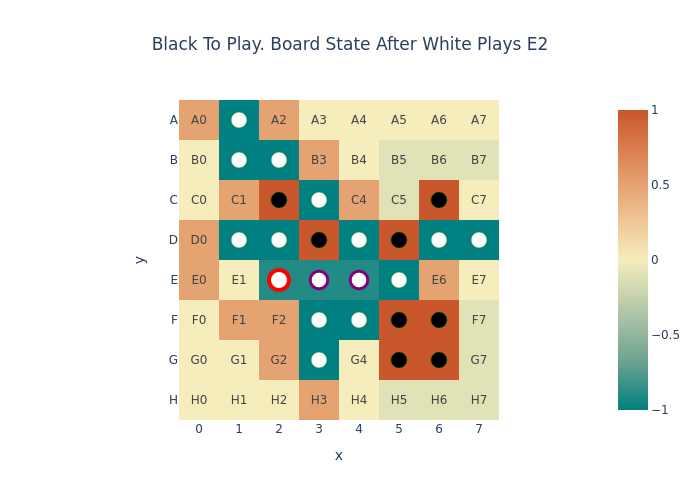 Black To Play. Board State After White Plays E2
A A0 A2 A3 A4 A5 A6 A7
B B0 B3 B4 B5 B6 B7
C C0 C1 C4 C5 C7
D D0
E E0 E1 E6 E7
F F0 F1 F2 F7
G G0 G1 G2 G4 G7
H H0 H1 H2 H3 H4 H5 H6 H7
0 1 2 3 4 5 6 7
x
y
1
0.5
0
−0.5
−1